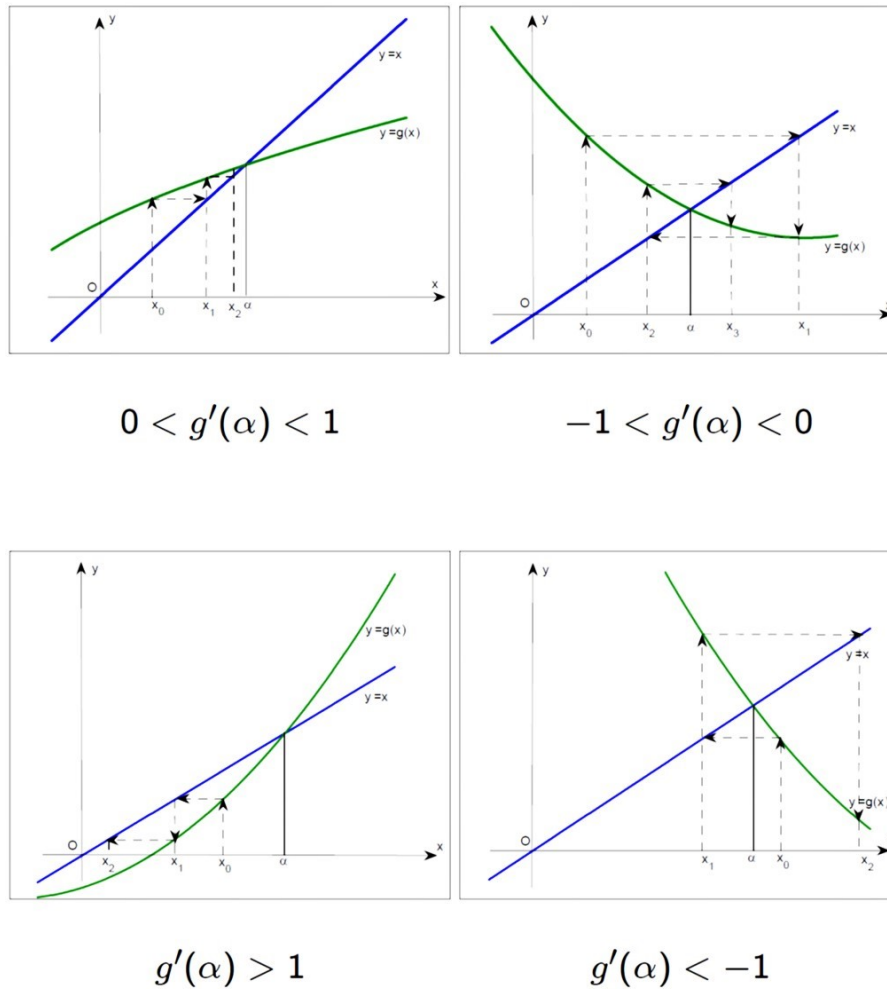 y
y=x
y=g(x)
O
x
x₀ x₁ x₂ α
0 < g′(α) < 1
y
y=x
y=g(x)
O
x₀ x₂ α x₃ x₁
−1 < g′(α) < 0
y
y=g(x)
y=x
O
x
x₂ x₁ x₀ α
g′(α) > 1
y
y=x
y=g(x)
O
x₁ α x₀ x₂
g′(α) < −1